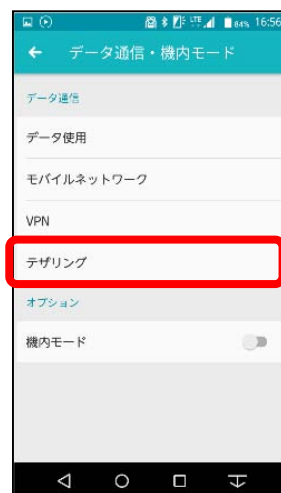 LTE 84% 16:56
← データ通信・機内モード
データ通信
データ使用
モバイルネットワーク
VPN
テザリング
オプション
機内モード